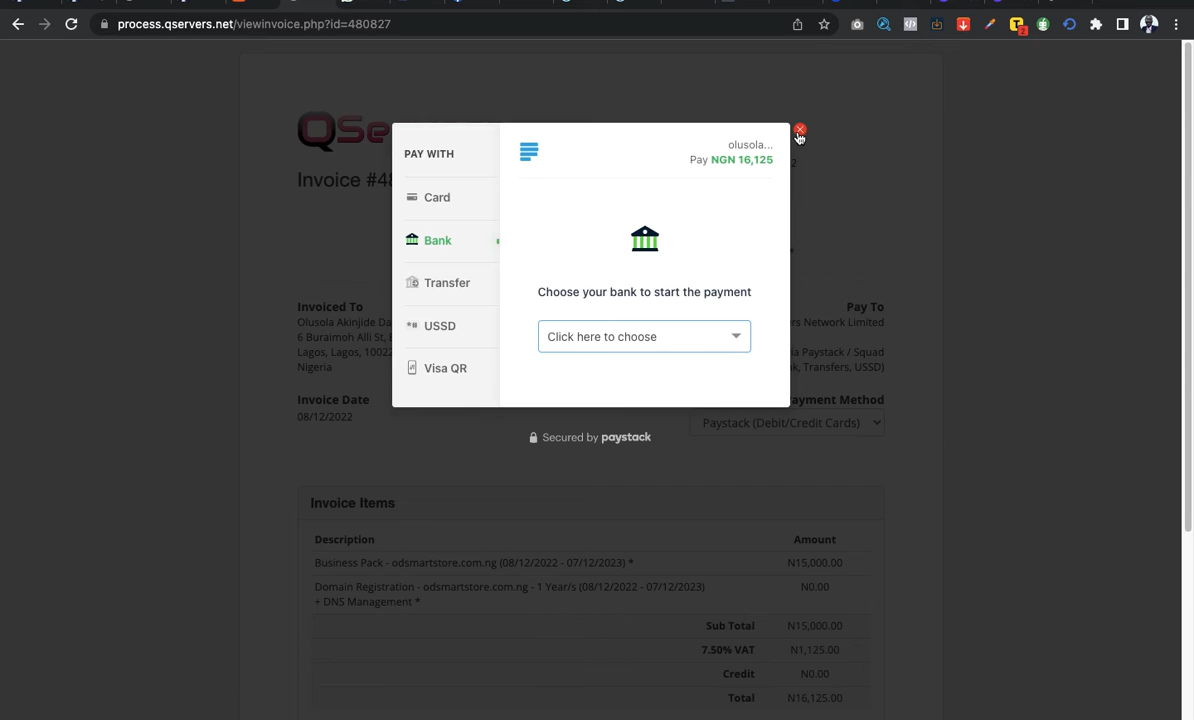 process.qservers.net/viewinvoice.php?id=480827
2
QSe
Invoice #48
PAY WITH
Card
Bank
Transfer
USSD
Visa QR
olusola...
Pay NGN 16,125
Choose your bank to start the payment
Click here to choose
Secured by paystack
Invoiced To
Olusola Akinjide Da
6 Buraimoh Alli St,
Lagos, Lagos, 10022
Nigeria
Pay To
rs Network Limited
ia Paystack / Squad
k, Transfers, USSD)
Invoice Date
08/12/2022
ayment Method
Paystack (Debit/Credit Cards)
Invoice Items
Description Amount
Business Pack - odsmartstore.com.ng (08/12/2022 - 07/12/2023) * N15,000.00
Domain Registration - odsmartstore.com.ng - 1 Year/s (08/12/2022 - 07/12/2023) N0.00
+ DNS Management *
Sub Total N15,000.00
7.50% VAT N1,125.00
Credit N0.00
Total N16,125.00